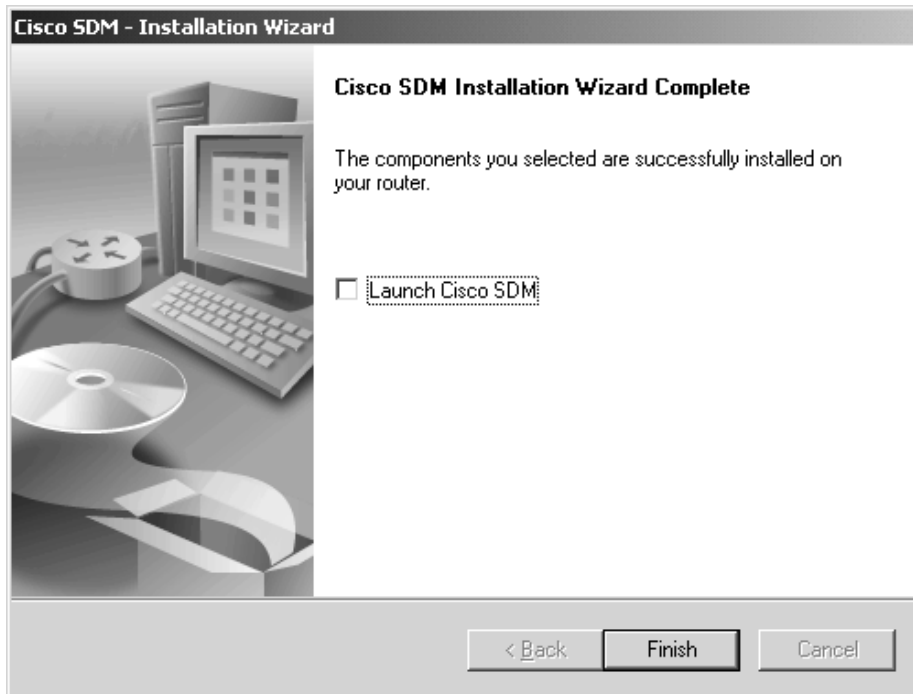 Cisco SDM - Installation Wizard
Cisco SDM Installation Wizard Complete
The components you selected are successfully installed on
your router.
Launch Cisco SDM
< Back
Finish
Cancel